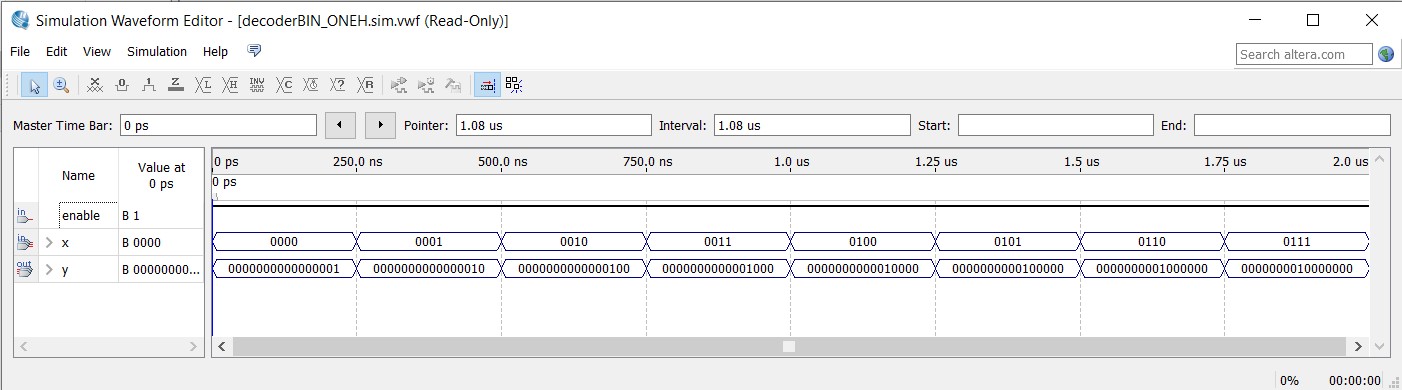 Simulation Waveform Editor - [decoderBIN_ONEH.sim.vwf (Read-Only)]
File Edit View Simulation Help
Search altera.com
Master Time Bar: 0 ps Pointer: 1.08 us Interval: 1.08 us Start: End:
Name Value at 0 ps
0 ps 250.0 ns 500.0 ns 750.0 ns 1.0 us 1.25 us 1.5 us 1.75 us 2.0 us
0 ps
in enable B 1
in x B 0000 0000 0001 0010 0011 0100 0101 0110 0111
out y B 00000000... 0000000000000001 0000000000000010 0000000000000100 0000000000001000 0000000000010000 0000000000100000 0000000001000000 0000000010000000
0% 00:00:00